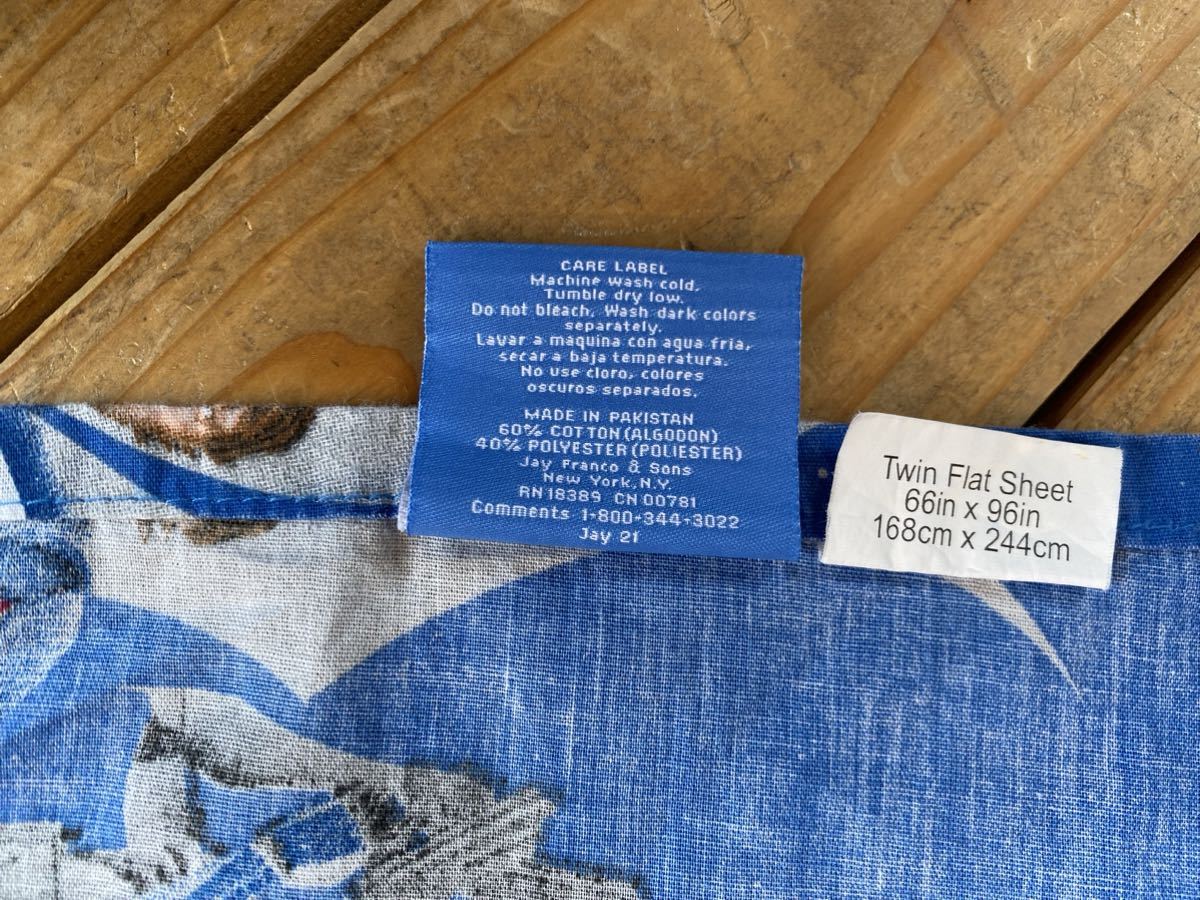 CARE LABEL
Machine wash cold.
Tumble dry low.
Do not bleach. Wash dark colors
separately.
Lavar a maquina con agua fria,
secar a baja temperatura.
No use cloro, colores
oscuros separados.
MADE IN PAKISTAN
60% COTTON(ALGODON)
40% POLYESTER(POLIESTER)
Jay Franco & Sons
New York,N.Y.
RN18389 CN00781
Comments 1-800-344-3022
Jay 21
Twin Flat Sheet
66in x 96in
168cm x 244cm